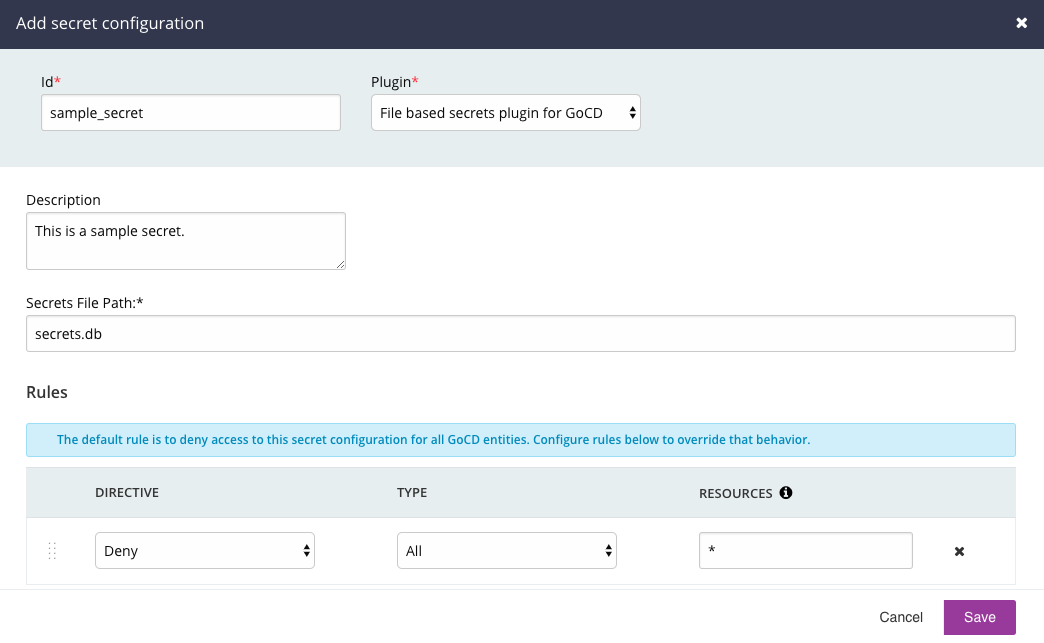 Add secret configuration
Id* Plugin*
sample_secret File based secrets plugin for GoCD
Description
This is a sample secret.
Secrets File Path:*
secrets.db
Rules
The default rule is to deny access to this secret configuration for all GoCD entities. Configure rules below to override that behavior.
DIRECTIVE TYPE RESOURCES
Deny All *
Cancel Save